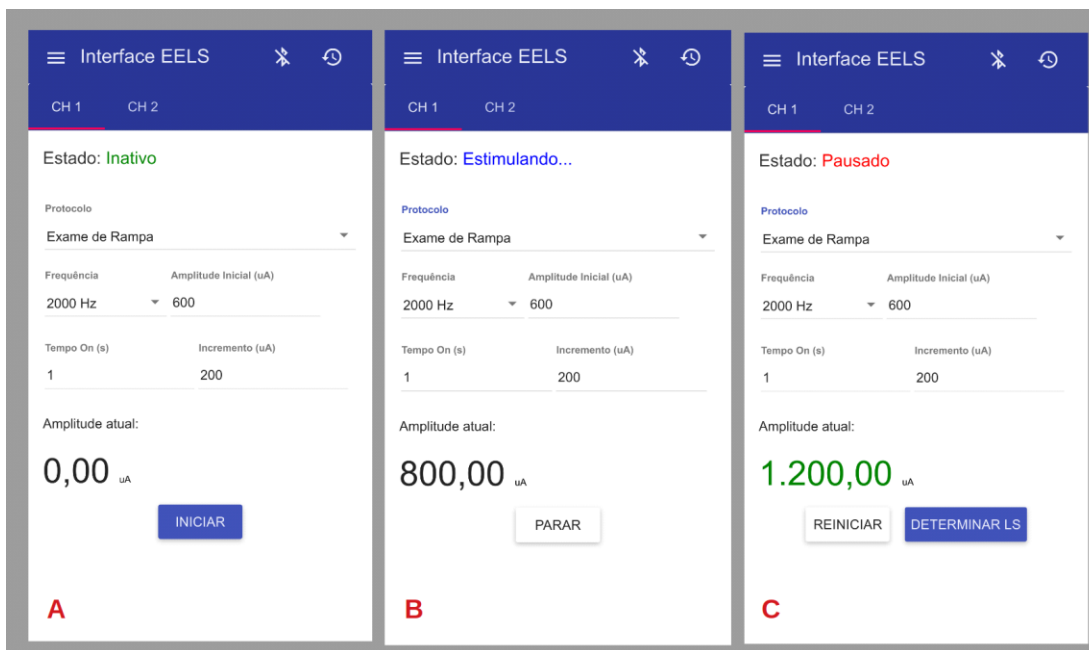 Interface EELS
CH 1 CH 2
Estado: Inativo
Protocolo
Exame de Rampa
Frequência Amplitude Inicial (uA)
2000 Hz 600
Tempo On (s) Incremento (uA)
1 200
Amplitude atual:
0,00 uA
INICIAR
A
Interface EELS
CH 1 CH 2
Estado: Estimulando...
Protocolo
Exame de Rampa
Frequência Amplitude Inicial (uA)
2000 Hz 600
Tempo On (s) Incremento (uA)
1 200
Amplitude atual:
800,00 uA
PARAR
B
Interface EELS
CH 1 CH 2
Estado: Pausado
Protocolo
Exame de Rampa
Frequência Amplitude Inicial (uA)
2000 Hz 600
Tempo On (s) Incremento (uA)
1 200
Amplitude atual:
1.200,00 uA
REINICIAR DETERMINAR LS
C